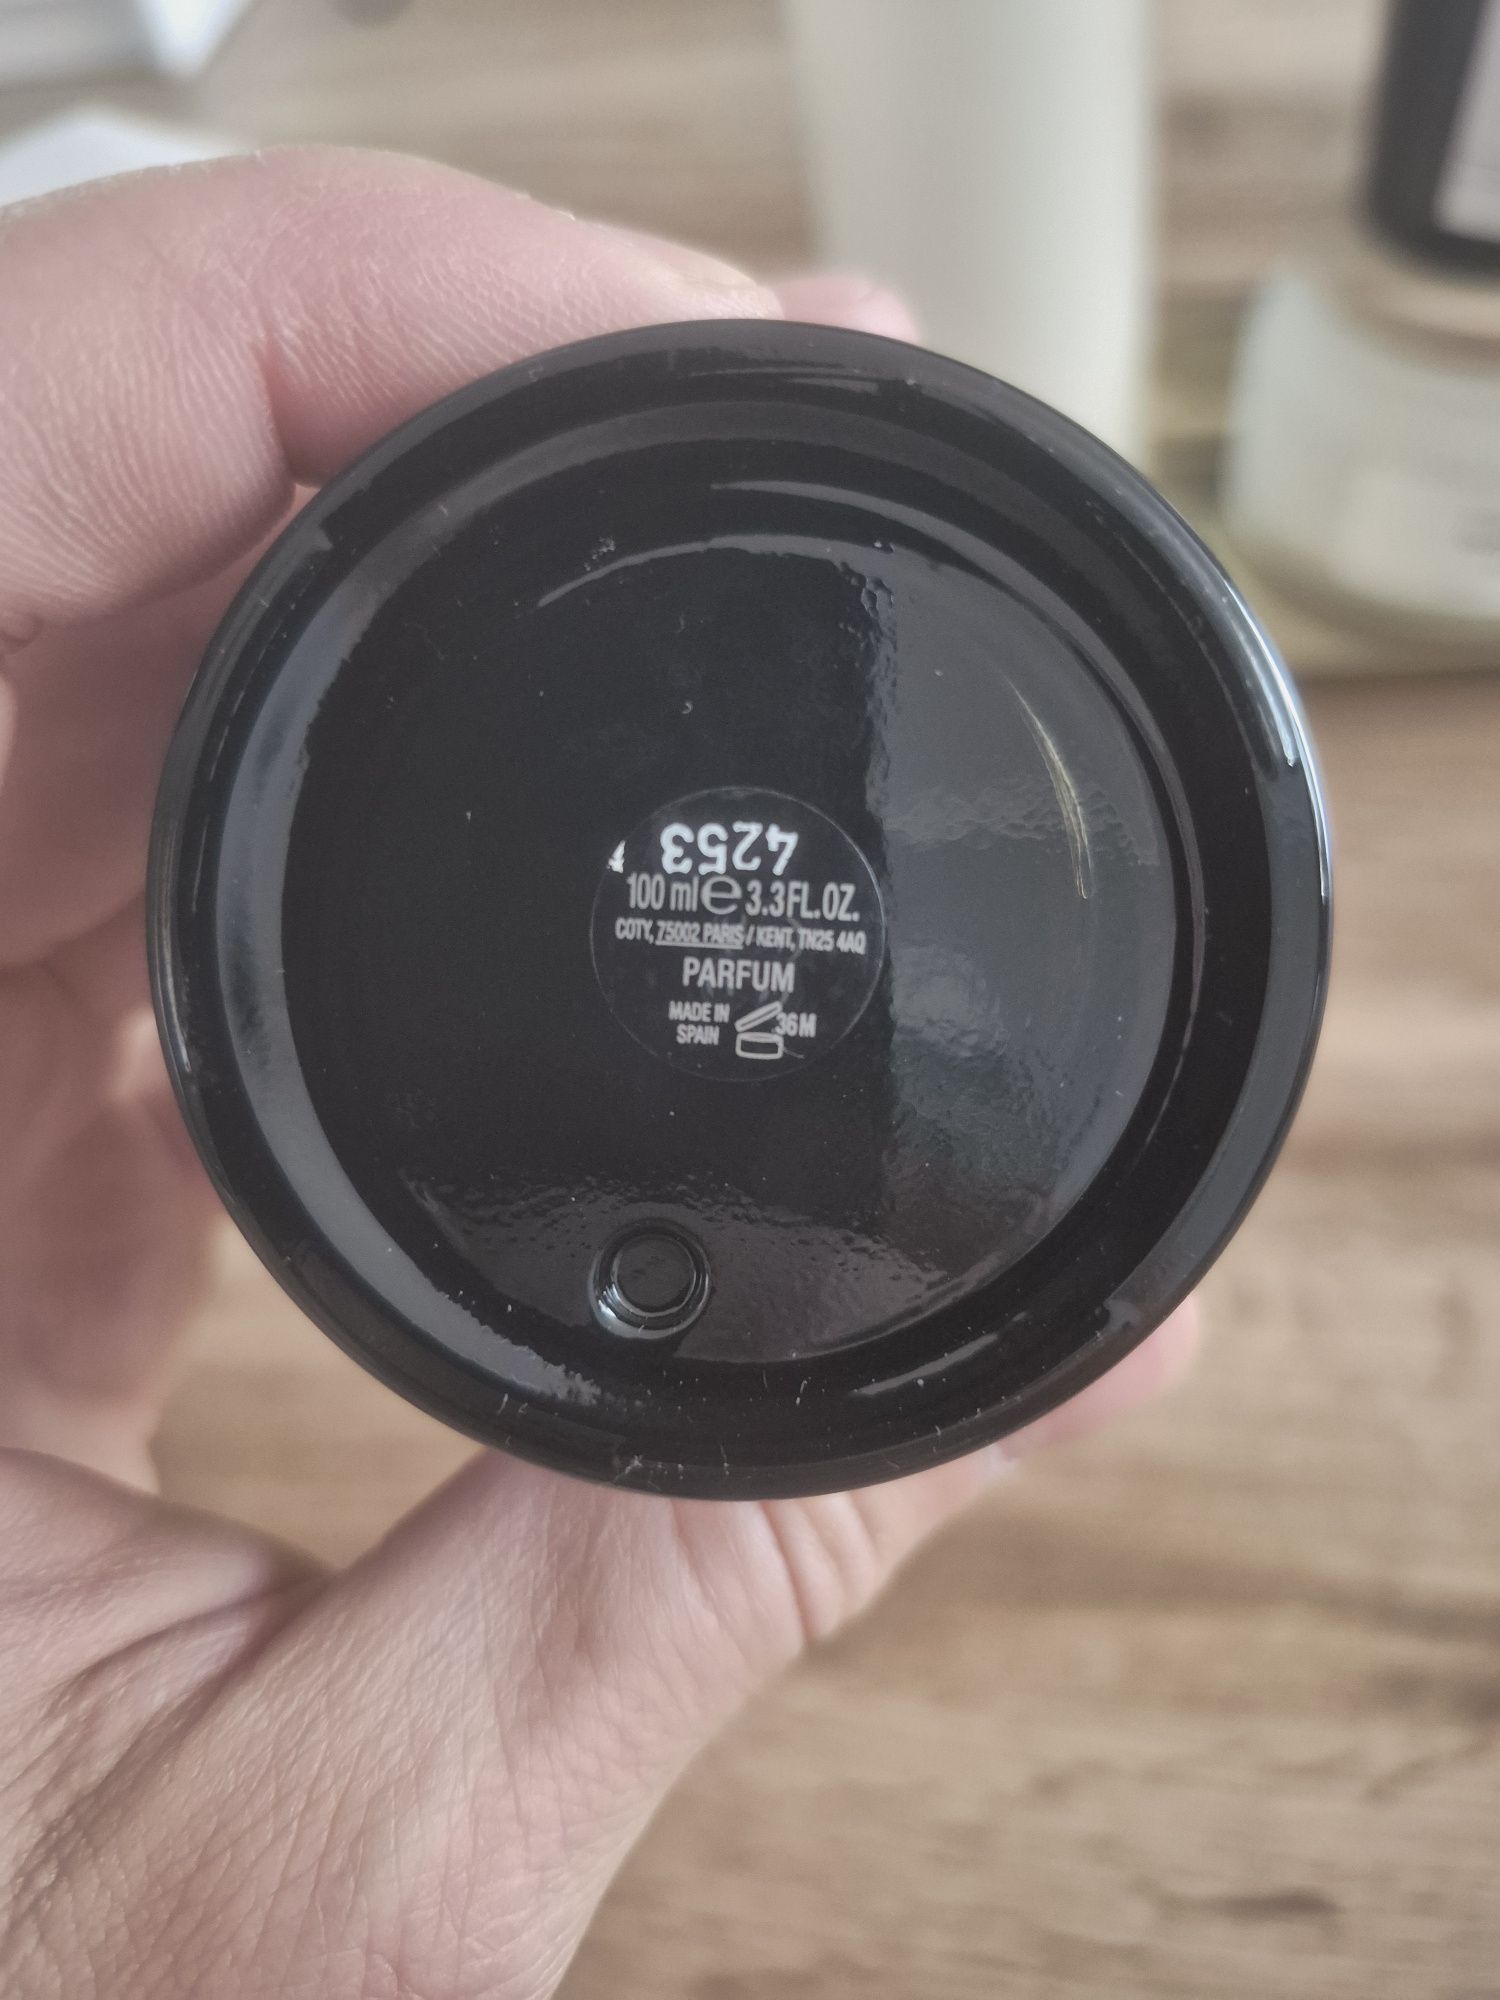 4253
100 ml e 3.3FL.OZ.
COTY, 75002 PARIS / KENT, TN25 4AQ
PARFUM
MADE IN
SPAIN
36M